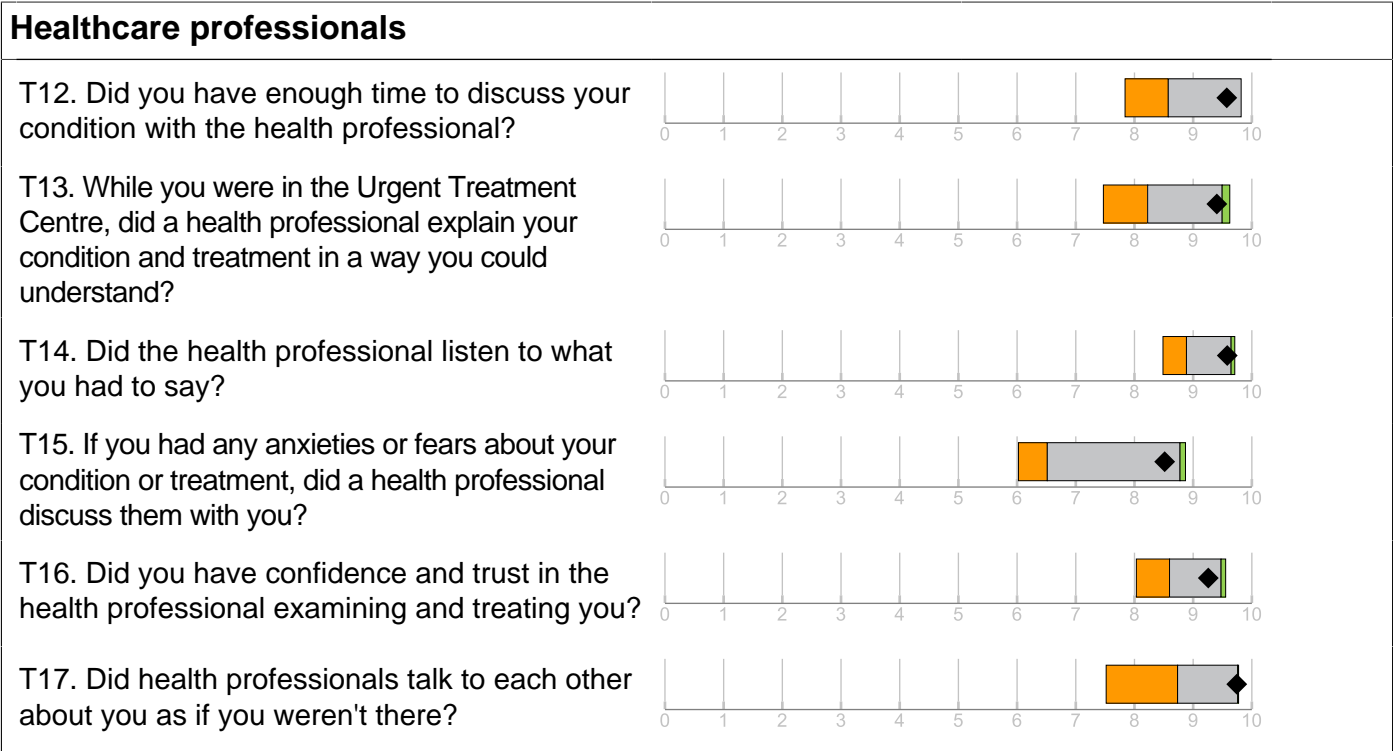 Healthcare professionals
T12. Did you have enough time to discuss your
condition with the health professional?
0 1 2 3 4 5 6 7 8 9 10
T13. While you were in the Urgent Treatment
Centre, did a health professional explain your
condition and treatment in a way you could
understand?
0 1 2 3 4 5 6 7 8 9 10
T14. Did the health professional listen to what
you had to say?
0 1 2 3 4 5 6 7 8 9 10
T15. If you had any anxieties or fears about your
condition or treatment, did a health professional
discuss them with you?
0 1 2 3 4 5 6 7 8 9 10
T16. Did you have confidence and trust in the
health professional examining and treating you?
0 1 2 3 4 5 6 7 8 9 10
T17. Did health professionals talk to each other
about you as if you weren't there?
0 1 2 3 4 5 6 7 8 9 10